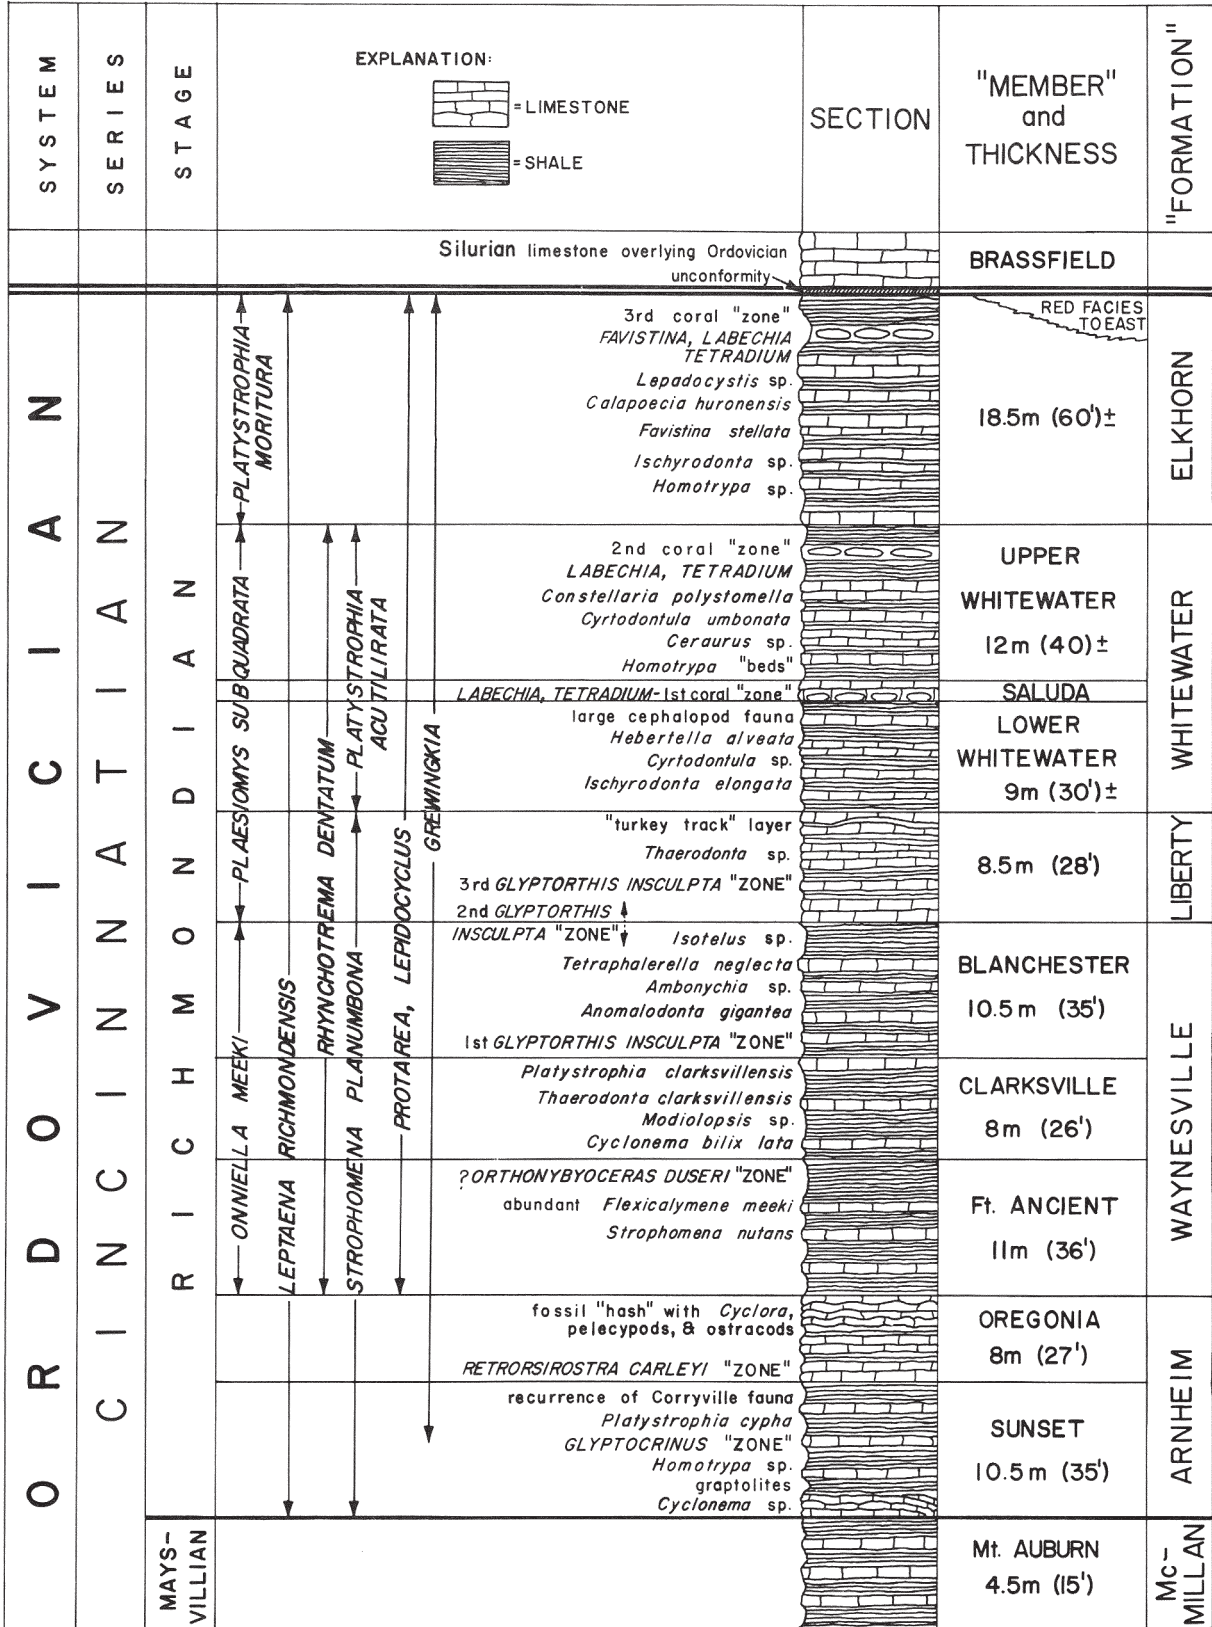 SYSTEM
SERIES
STAGE
EXPLANATION:
= LIMESTONE
= SHALE
SECTION
"MEMBER"
and
THICKNESS
"FORMATION"
Silurian limestone overlying Ordovician
unconformity
BRASSFIELD
ORDOVICIAN
CINCINNATIAN
RICHMONDIAN
MAYS-
VILLIAN
PLATYSTROPHIA
MORITURA
PLAESIOMYS SUBQUADRATA
ONNIELLA MEEKI
LEPTAENA RICHMONDENSIS
RHYNCHOTREMA DENTATUM
PLATYSTROPHIA
ACUTILIRATA
STROPHOMENA PLANUMBONA
PROTAREA, LEPIDOCYCLUS
GREWINGKIA
3rd coral "zone"
FAVISTINA, LABECHIA
TETRADIUM
Lepadocystis sp.
Calapoecia huronensis
Favistina stellata
Ischyrodonta sp.
Homotrypa sp.
RED FACIES
TO EAST
18.5m (60')±
ELKHORN
2nd coral "zone"
LABECHIA, TETRADIUM
Constellaria polystomella
Cyrtodontula umbonata
Ceraurus sp.
Homotrypa "beds"
UPPER
WHITEWATER
12m (40)±
LABECHIA, TETRADIUM-1st coral "zone"
SALUDA
large cephalopod fauna
Hebertella alveata
Cyrtodontula sp.
Ischyrodonta elongata
LOWER
WHITEWATER
9m (30')±
WHITEWATER
"turkey track" layer
Thaerodonta sp.
3rd GLYPTORTHIS INSCULPTA "ZONE"
2nd GLYPTORTHIS
INSCULPTA "ZONE"
8.5m (28')
LIBERTY
Isotelus sp.
Tetraphalerella neglecta
Ambonychia sp.
Anomalodonta gigantea
1st GLYPTORTHIS INSCULPTA "ZONE"
BLANCHESTER
10.5m (35')
Platystrophia clarksvillensis
Thaerodonta clarksvillensis
Modiolopsis sp.
Cyclonema bilix lata
CLARKSVILLE
8m (26')
?ORTHONYBYOCERAS DUSERI "ZONE"
abundant Flexicalymene meeki
Strophomena nutans
Ft. ANCIENT
11m (36')
WAYNESVILLE
fossil "hash" with Cyclora,
pelecypods, & ostracods
RETRORSIROSTRA CARLEYI "ZONE"
OREGONIA
8m (27')
recurrence of Corryville fauna
Platystrophia cypha
GLYPTOCRINUS "ZONE"
Homotrypa sp.
graptolites
Cyclonema sp.
SUNSET
10.5m (35')
ARNHEIM
Mt. AUBURN
4.5m (15')
Mc-
MILLAN